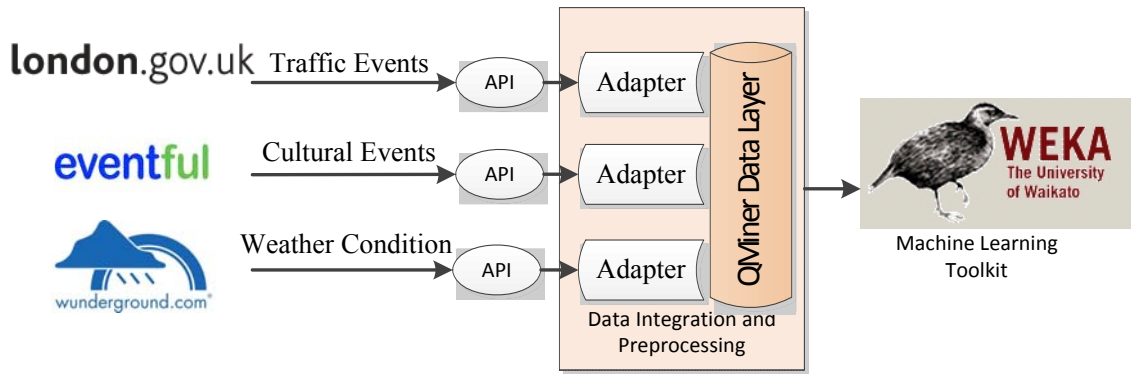 london.gov.uk
Traffic Events
API
Adapter
eventful
Cultural Events
API
Adapter
wunderground.com®
Weather Condition
API
Adapter
QMiner Data Layer
Data Integration and
Preprocessing
WEKA
The University
of Waikato
Machine Learning
Toolkit